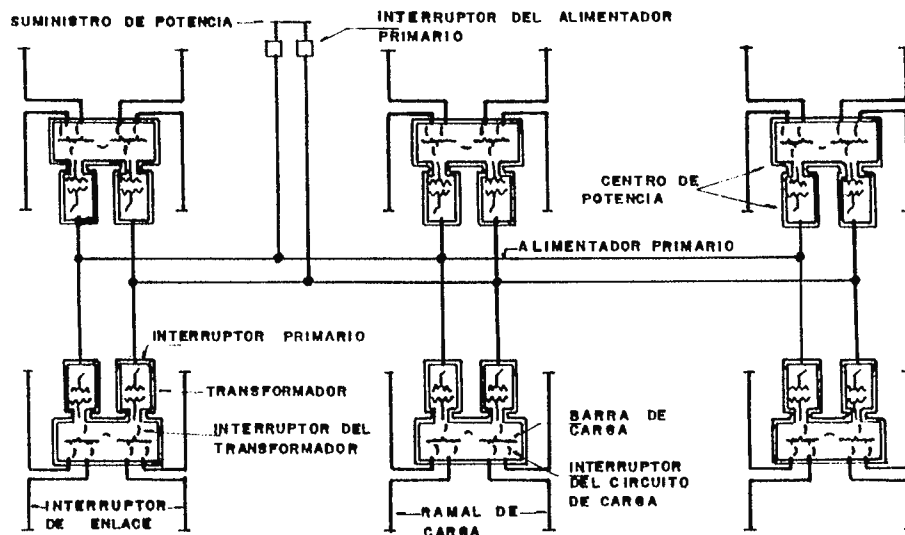 SUMINISTRO DE POTENCIA
INTERRUPTOR DEL ALIMENTADOR
PRIMARIO
CENTRO DE
POTENCIA
ALIMENTADOR PRIMARIO
INTERRUPTOR PRIMARIO
TRANSFORMADOR
INTERRUPTOR DEL
TRANSFORMADOR
BARRA DE
CARGA
INTERRUPTOR
DEL CIRCUITO
DE CARGA
INTERRUPTOR
DE ENLACE
RAMAL DE
CARGA